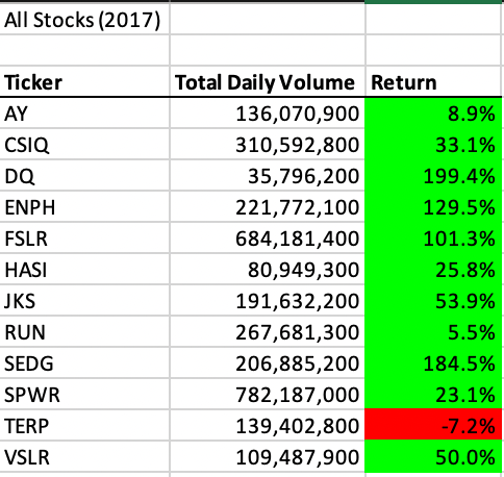 All Stocks (2017)
Ticker Total Daily Volume Return
AY 136,070,900 8.9%
CSIQ 310,592,800 33.1%
DQ 35,796,200 199.4%
ENPH 221,772,100 129.5%
FSLR 684,181,400 101.3%
HASI 80,949,300 25.8%
JKS 191,632,200 53.9%
RUN 267,681,300 5.5%
SEDG 206,885,200 184.5%
SPWR 782,187,000 23.1%
TERP 139,402,800 -7.2%
VSLR 109,487,900 50.0%